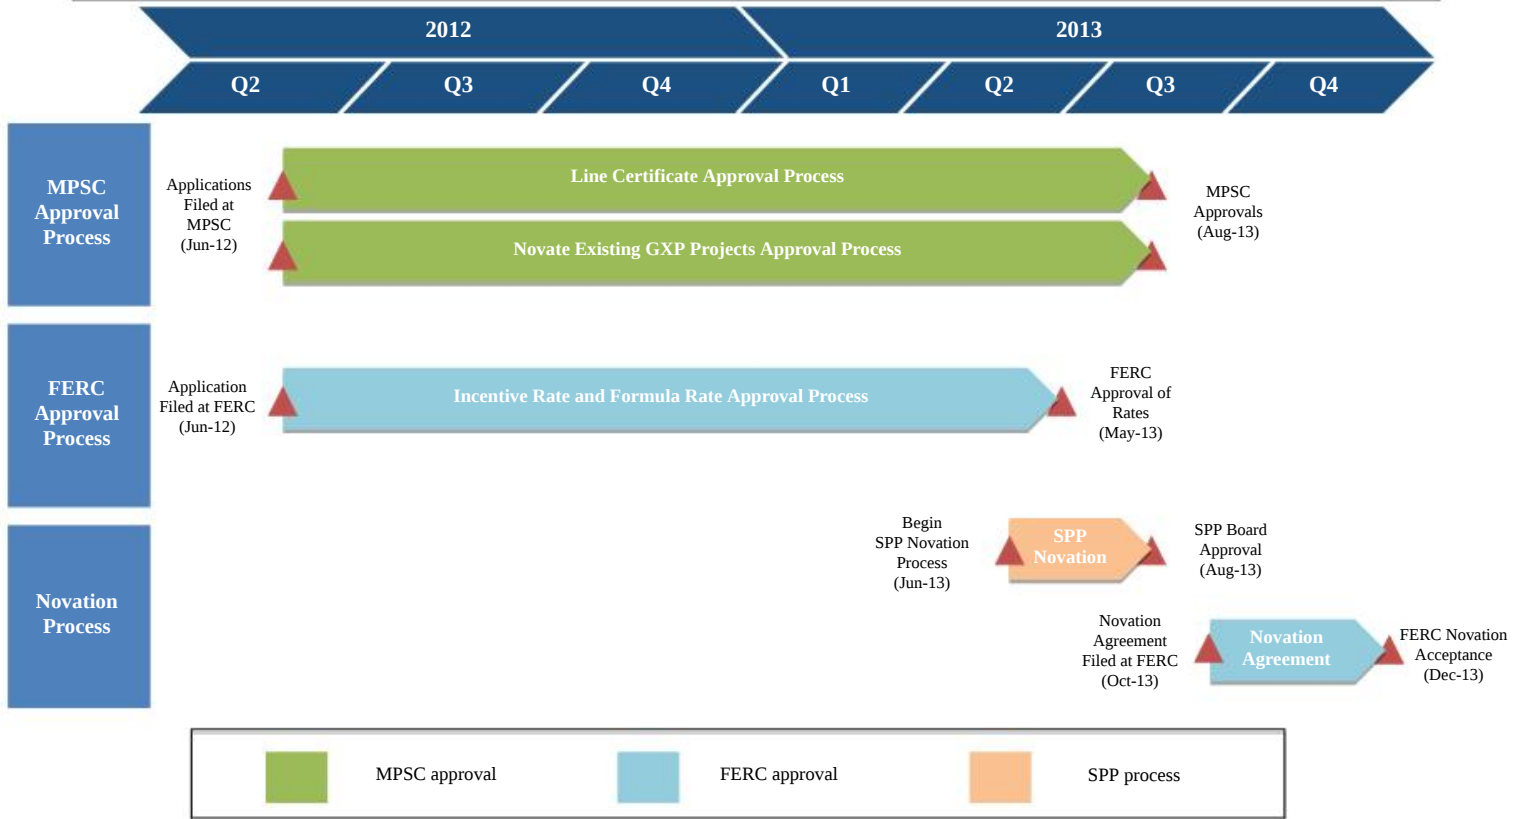 2012
2013
Q2
Q3
Q4
Q1
Q2
Q3
Q4
MPSC
Approval
Process
Applications
Filed at
MPSC
(Jun-12)
Line Certificate Approval Process
Novate Existing GXP Projects Approval Process
MPSC
Approvals
(Aug-13)
FERC
Approval
Process
Application
Filed at FERC
(Jun-12)
Incentive Rate and Formula Rate Approval Process
FERC
Approval of
Rates
(May-13)
Novation
Process
Begin
SPP Novation
Process
(Jun-13)
SPP
Novation
SPP Board
Approval
(Aug-13)
Novation
Agreement
Filed at FERC
(Oct-13)
Novation
Agreement
FERC Novation
Acceptance
(Dec-13)
MPSC approval
FERC approval
SPP process